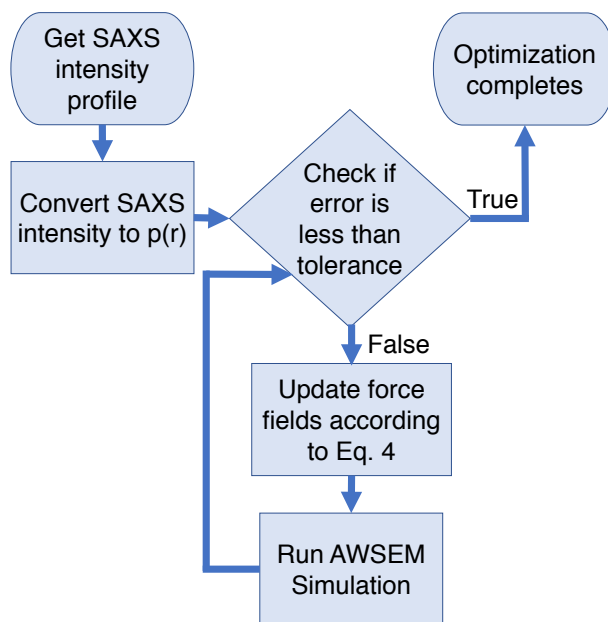 Get SAXS
intensity
profile
Optimization
completes
Convert SAXS
intensity to p(r)
Check if
error is
less than
tolerance
True
False
Update force
fields according
to Eq. 4
Run AWSEM
Simulation